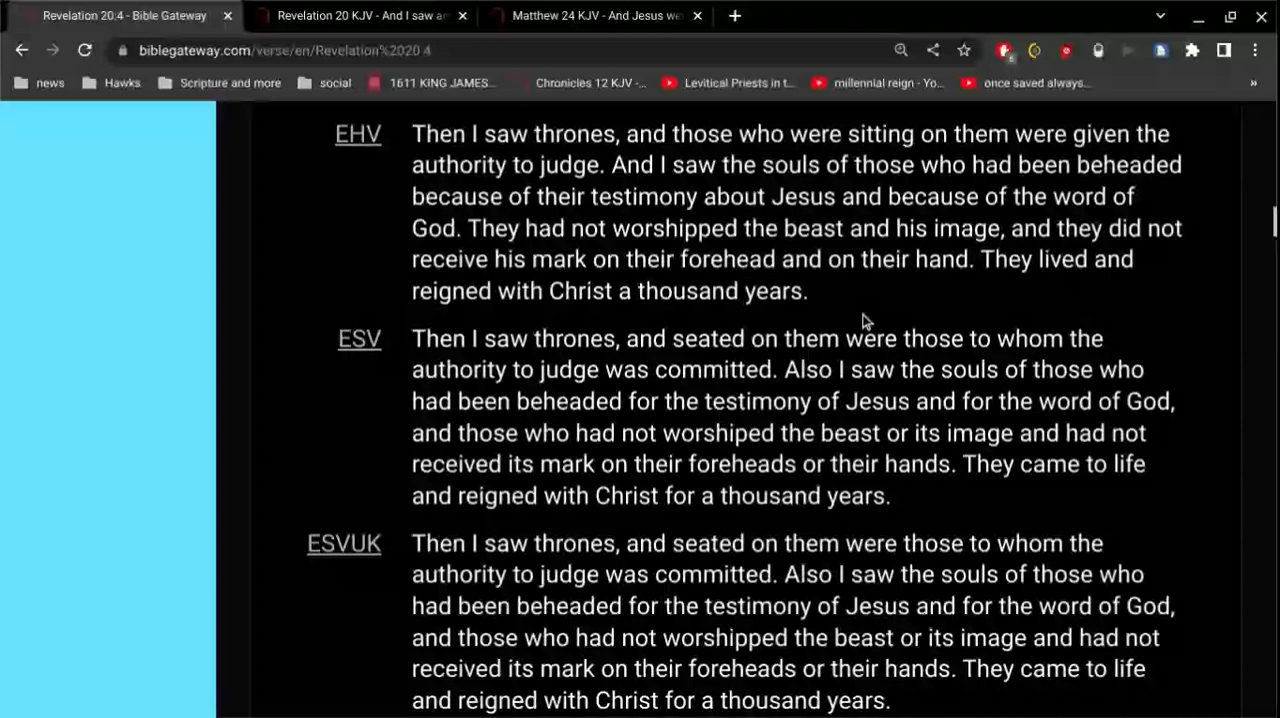 Revelation 20:4 - Bible Gateway
Revelation 20 KJV - And I saw an
Matthew 24 KJV - And Jesus we
biblegateway.com/verse/en/Revelation%2020 4
news
Hawks
Scripture and more
social
1611 KING JAMES...
Chronicles 12 KJV -...
Levitical Priests in t...
millennial reign - Yo...
once saved always...
»
EHV Then I saw thrones, and those who were sitting on them were given the
authority to judge. And I saw the souls of those who had been beheaded
because of their testimony about Jesus and because of the word of
God. They had not worshipped the beast and his image, and they did not
receive his mark on their forehead and on their hand. They lived and
reigned with Christ a thousand years.
ESV Then I saw thrones, and seated on them were those to whom the
authority to judge was committed. Also I saw the souls of those who
had been beheaded for the testimony of Jesus and for the word of God,
and those who had not worshiped the beast or its image and had not
received its mark on their foreheads or their hands. They came to life
and reigned with Christ for a thousand years.
ESVUK Then I saw thrones, and seated on them were those to whom the
authority to judge was committed. Also I saw the souls of those who
had been beheaded for the testimony of Jesus and for the word of God,
and those who had not worshipped the beast or its image and had not
received its mark on their foreheads or their hands. They came to life
and reigned with Christ for a thousand years.